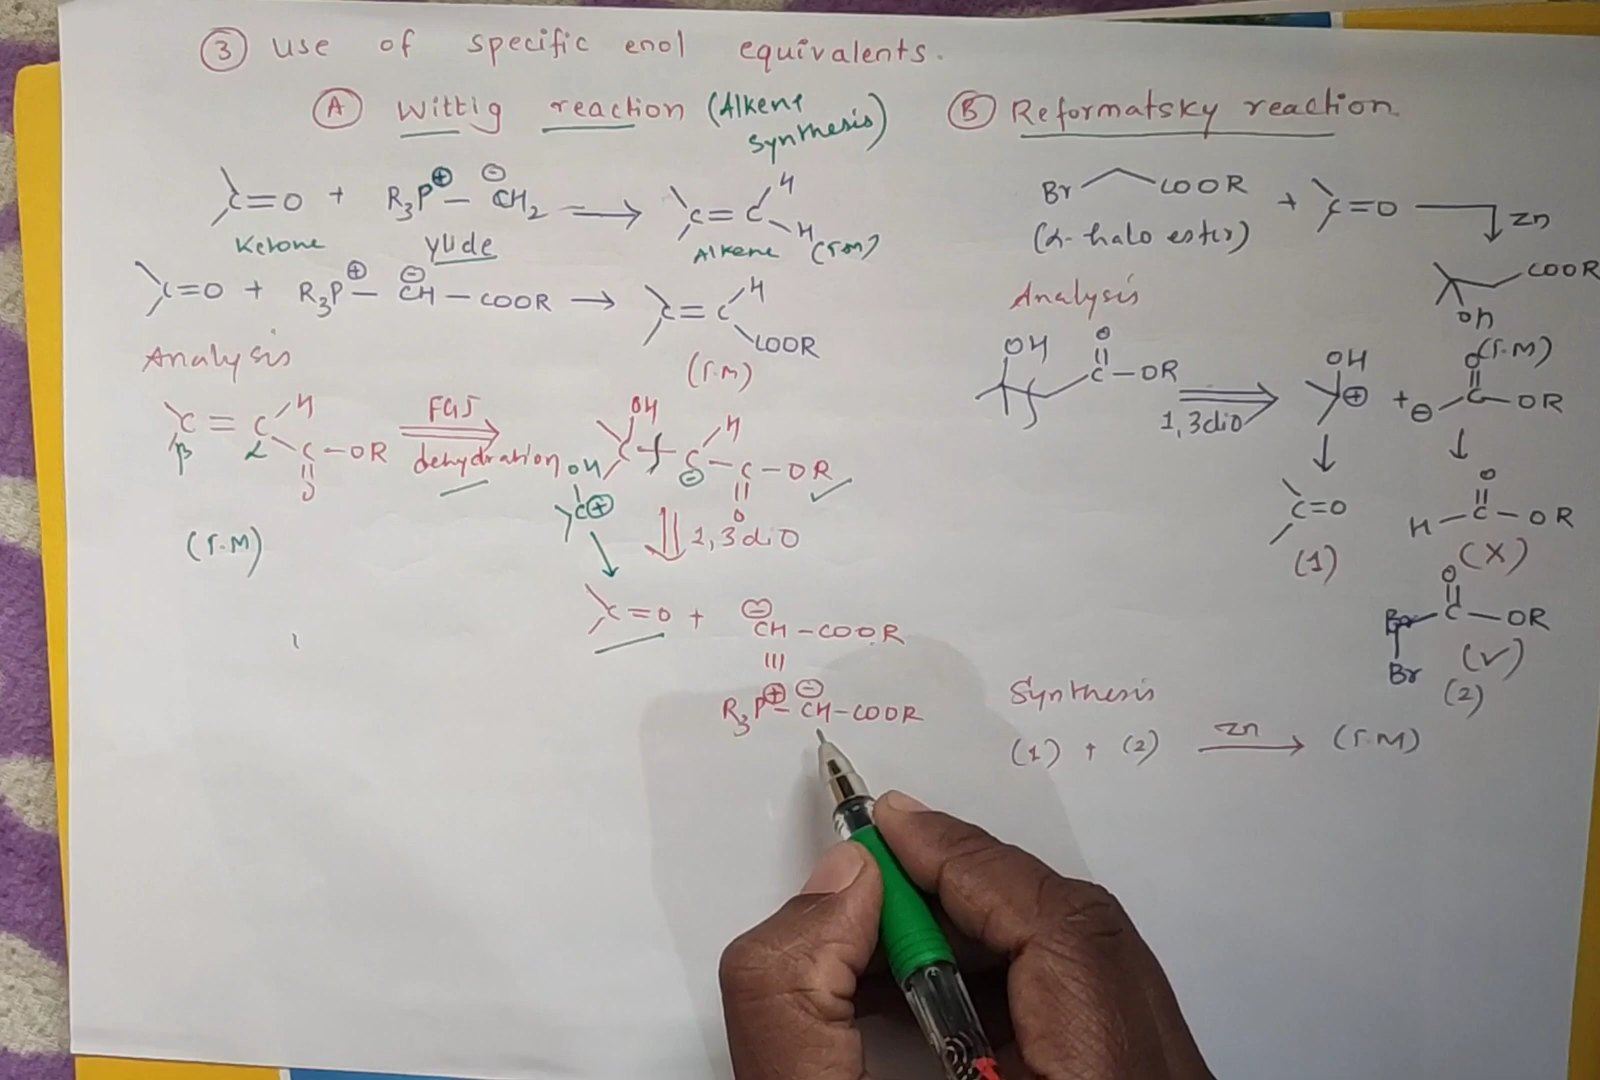 ③ Use of specific enol equivalents.
Ⓐ Wittig reaction (Alkene synthesis)
C=O + R3P⊕ – ⊖CH2 → C=C H
H
Ketone Ylide Alkene (T.M)
C=O + R3P⊕ – ⊖CH – COOR → C=C H
COOR
(T.M)
Analysis
C = C H
β α C – OR
O
(T.M)
FGI
dehydration
OH
C C H
⊖ C – OR ✓
O
OH
C⊕
1,3 diO
C=O + ⊖CH – COOR
|||
R3P⊕ – ⊖CH – COOR
Ⓑ Reformatsky reaction
Br COOR + C=O
Zn
(α- halo ester)
COOR
OH
(T.M)
Analysis
OH O
C – OR
1,3 diO
OH
⊕ + ⊖ C – OR
O
C=O
(1)
O
H – C – OR
(X)
O
C – OR
Br (✓)
(2)
Synthesis
(1) + (2) Zn → (T.M)